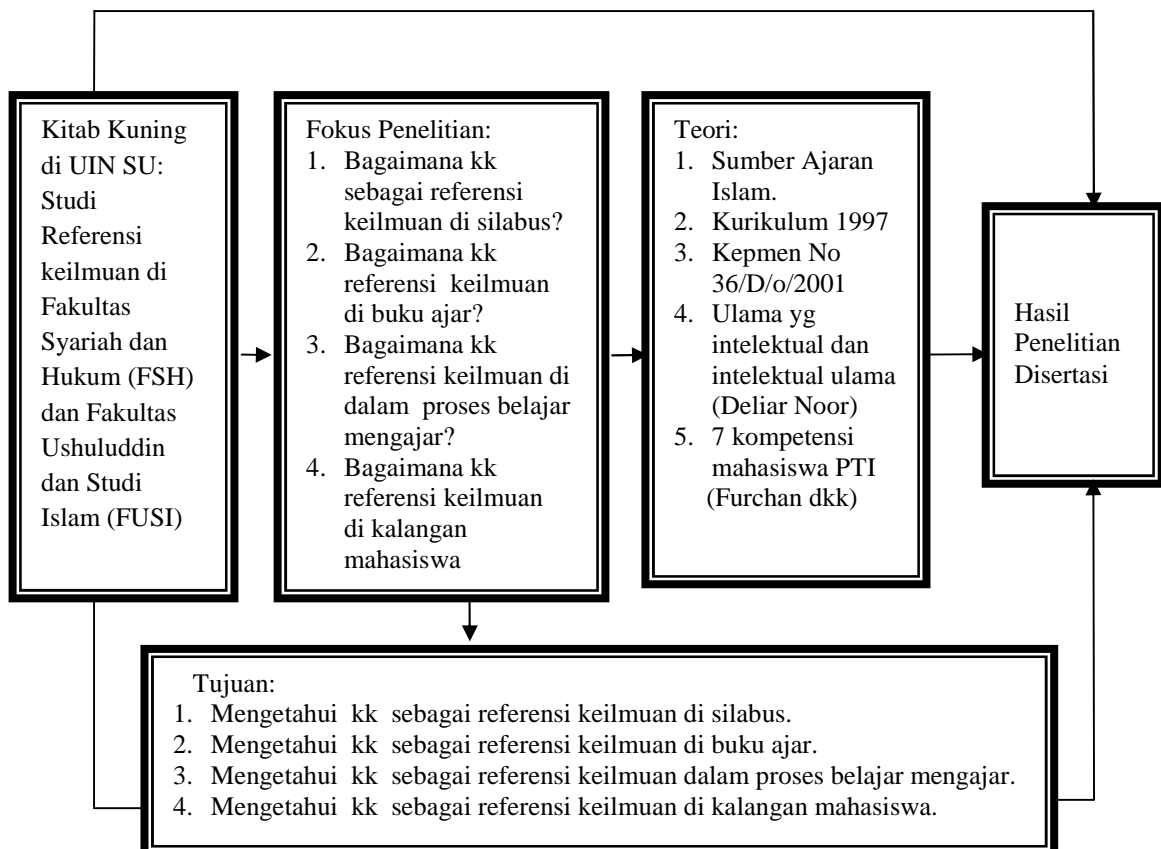 Kitab Kuning
di UIN SU:
Studi
Referensi
keilmuan di
Fakultas
Syariah dan
Hukum (FSH)
dan Fakultas
Ushuluddin
dan Studi
Islam (FUSI)
Fokus Penelitian:
1. Bagaimana kk
sebagai referensi
keilmuan di silabus?
2. Bagaimana kk
referensi keilmuan
di buku ajar?
3. Bagaimana kk
referensi keilmuan di
dalam proses belajar
mengajar?
4. Bagaimana kk
referensi keilmuan
di kalangan
mahasiswa
Teori:
1. Sumber Ajaran
Islam.
2. Kurikulum 1997
3. Kepmen No
36/D/o/2001
4. Ulama yg
intelektual dan
intelektual ulama
(Deliar Noor)
5. 7 kompetensi
mahasiswa PTI
(Furchan dkk)
Hasil
Penelitian
Disertasi
Tujuan:
1. Mengetahui kk sebagai referensi keilmuan di silabus.
2. Mengetahui kk sebagai referensi keilmuan di buku ajar.
3. Mengetahui kk sebagai referensi keilmuan dalam proses belajar mengajar.
4. Mengetahui kk sebagai referensi keilmuan di kalangan mahasiswa.